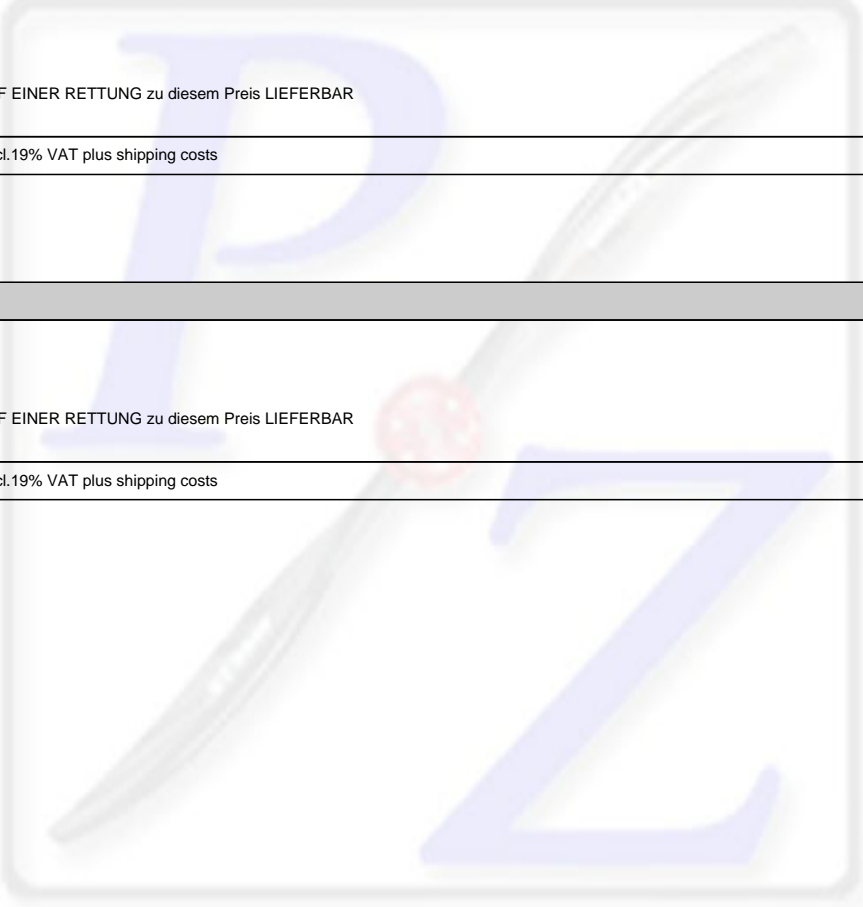 F EINER RETTUNG zu diesem Preis LIEFERBAR
cl.19% VAT plus shipping costs
F EINER RETTUNG zu diesem Preis LIEFERBAR
cl.19% VAT plus shipping costs
P
Z